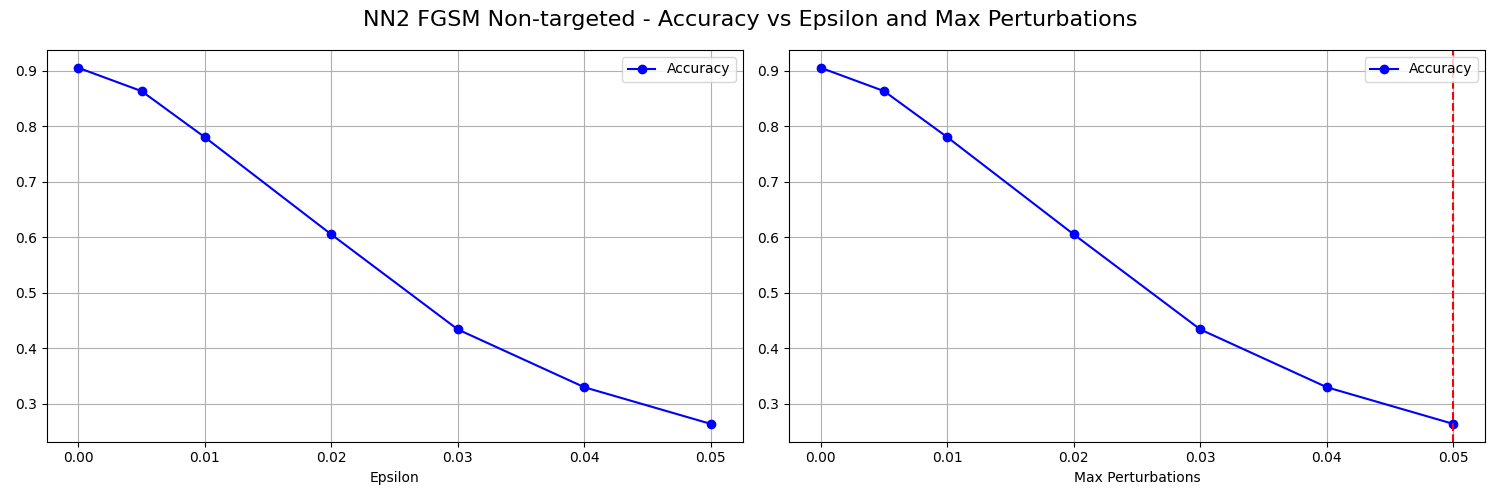 NN2 FGSM Non-targeted - Accuracy vs Epsilon and Max Perturbations
Accuracy
0.9
0.8
0.7
0.6
0.5
0.4
0.3
0.00 0.01 0.02 0.03 0.04 0.05
Epsilon
Accuracy
0.9
0.8
0.7
0.6
0.5
0.4
0.3
0.00 0.01 0.02 0.03 0.04 0.05
Max Perturbations